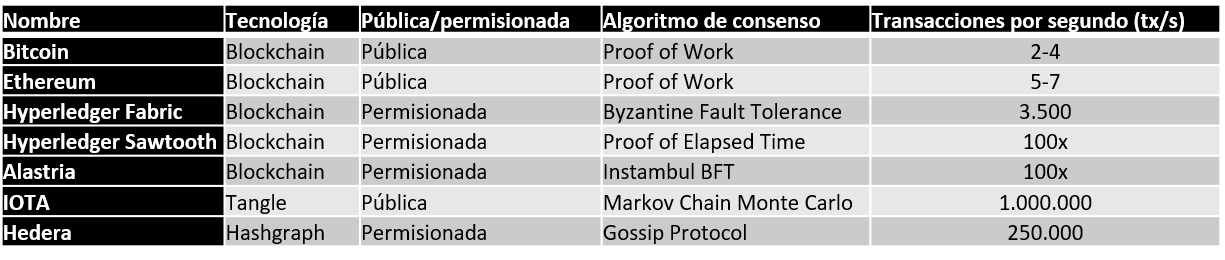 Nombre Tecnología Pública/permisionada Algoritmo de consenso Transacciones por segundo (tx/s)
Bitcoin Blockchain Pública Proof of Work 2-4
Ethereum Blockchain Pública Proof of Work 5-7
Hyperledger Fabric Blockchain Permisionada Byzantine Fault Tolerance 3.500
Hyperledger Sawtooth Blockchain Permisionada Proof of Elapsed Time 100x
Alastria Blockchain Permisionada Instambul BFT 100x
IOTA Tangle Pública Markov Chain Monte Carlo 1.000.000
Hedera Hashgraph Permisionada Gossip Protocol 250.000